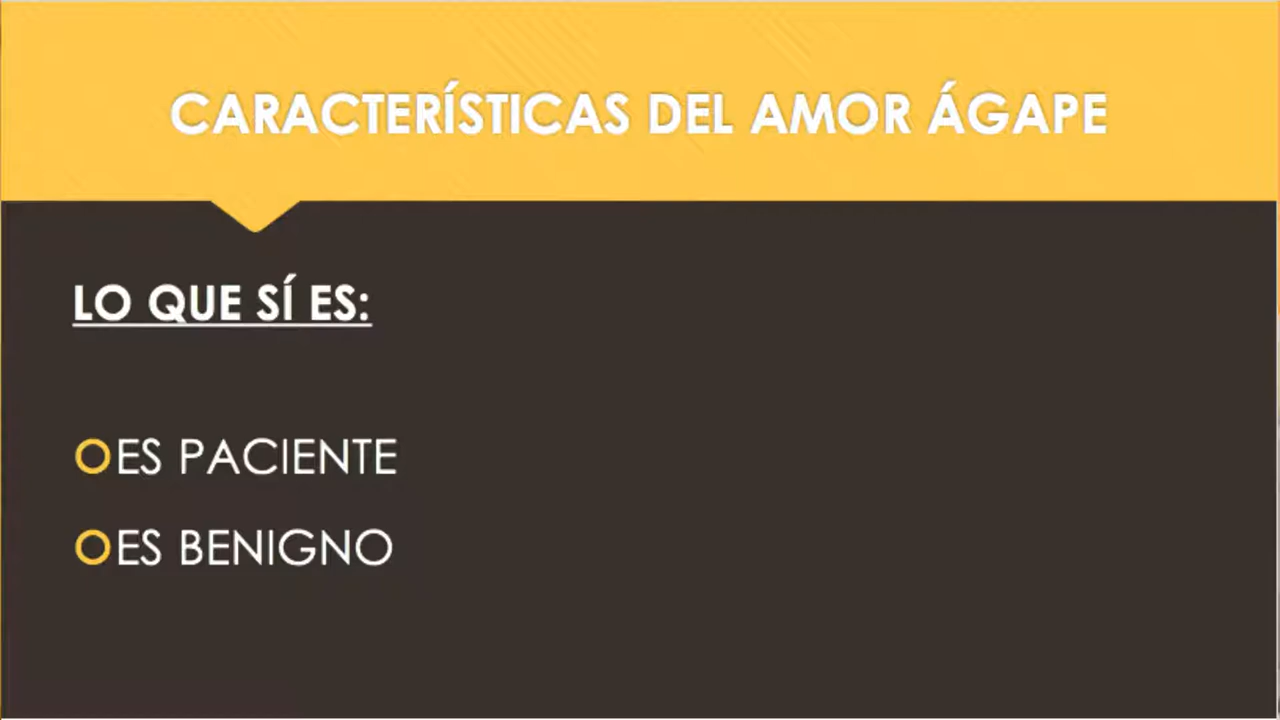 CARACTERÍSTICAS DEL AMOR ÁGAPE
LO QUE SÍ ES:
ES PACIENTE
ES BENIGNO